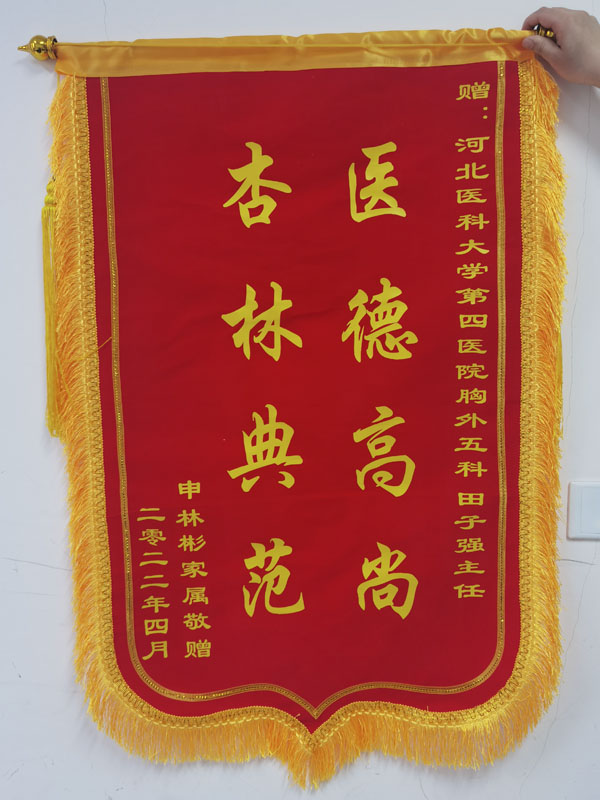 赠：河北医科大学第四医院胸外五科田子强主任
医德高尚
杏林典范
申林彬家属敬赠
二零二二年四月